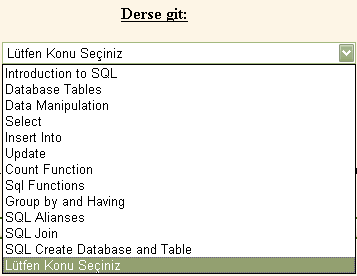 Derse git:
Lütfen Konu Seçiniz
Introduction to SQL
Database Tables
Data Manipulation
Select
Insert Into
Update
Count Function
Sql Functions
Group by and Having
SQL Alianses
SQL Join
SQL Create Database and Table
Lütfen Konu Seçiniz